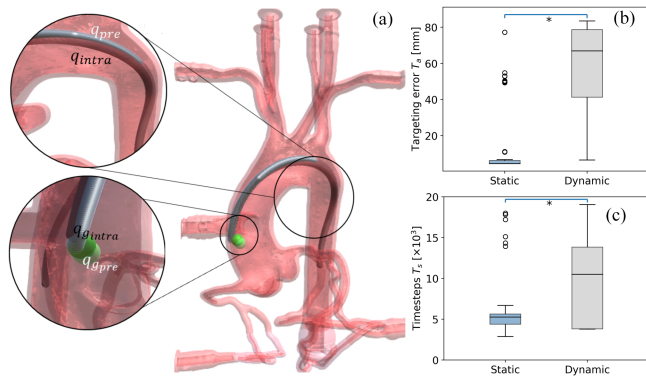 (a)
q_pre
q_intra
q_g_intra
q_g_pre
(b)
Targeting error T_a [mm]
80
60
40
20
*
Static Dynamic
(c)
Timesteps T_s [×10³]
20
15
10
5
0
*
Static Dynamic